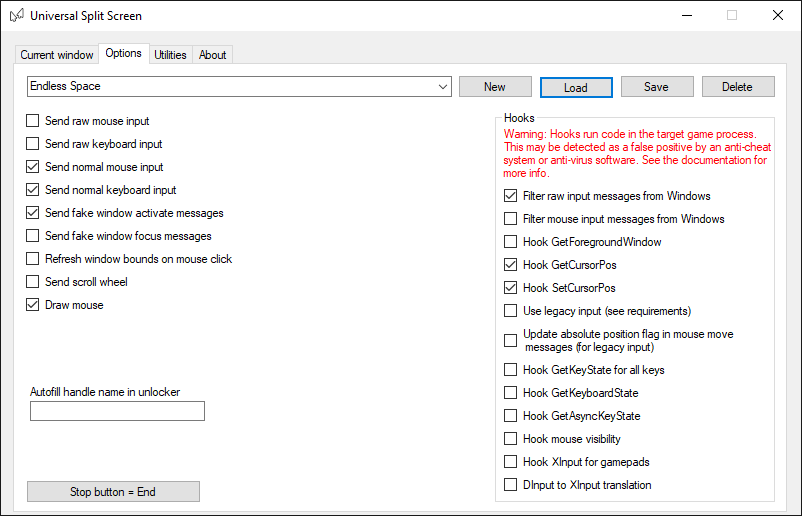 Universal Split Screen
Current window
Options
Utilities
About
Endless Space
New
Load
Save
Delete
Send raw mouse input
Send raw keyboard input
Send normal mouse input
Send normal keyboard input
Send fake window activate messages
Send fake window focus messages
Refresh window bounds on mouse click
Send scroll wheel
Draw mouse
Autofill handle name in unlocker
Stop button = End
Hooks
Warning: Hooks run code in the target game process.
This may be detected as a false positive by an anti-cheat
system or anti-virus software. See the documentation for
more info.
Filter raw input messages from Windows
Filter mouse input messages from Windows
Hook GetForegroundWindow
Hook GetCursorPos
Hook SetCursorPos
Use legacy input (see requirements)
Update absolute position flag in mouse move
messages (for legacy input)
Hook GetKeyState for all keys
Hook GetKeyboardState
Hook GetAsyncKeyState
Hook mouse visibility
Hook XInput for gamepads
DInput to XInput translation